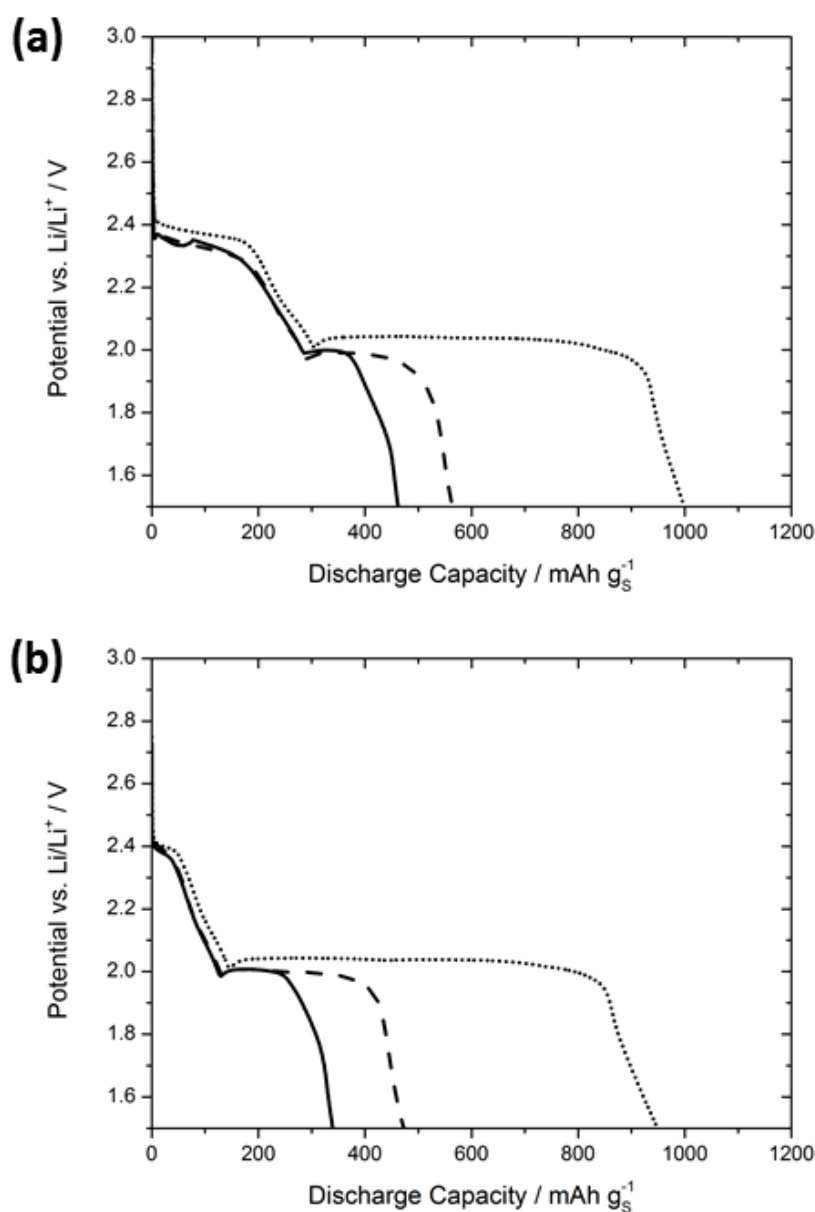 (a)
3.0
2.8
2.6
2.4
2.2
2.0
1.8
1.6
Potential vs. Li/Li⁺ / V
0 200 400 600 800 1000 1200
Discharge Capacity / mAh g_S⁻¹
(b)
3.0
2.8
2.6
2.4
2.2
2.0
1.8
1.6
Potential vs. Li/Li⁺ / V
0 200 400 600 800 1000 1200
Discharge Capacity / mAh g_S⁻¹